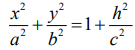 x²/a² + y²/b² = 1 + h²/c²